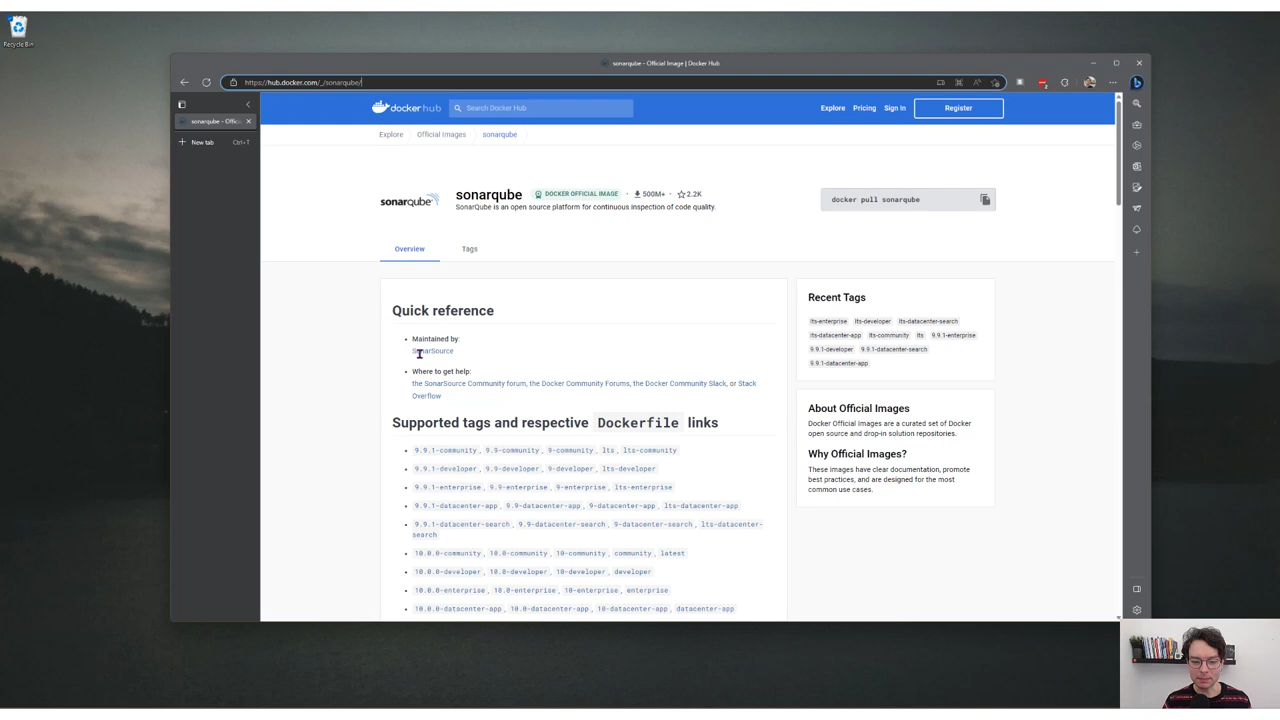 Recycle Bin
sonarqube - Official Image | Docker Hub
https://hub.docker.com/_/sonarqube/
sonarqube - Offici
New tab Ctrl+T
docker hub
Search Docker Hub
Explore Pricing Sign In Register
Explore Official Images sonarqube
sonarqube
sonarqube DOCKER OFFICIAL IMAGE · 500M+ · 2.2K
SonarQube is an open source platform for continuous inspection of code quality.
docker pull sonarqube
Overview Tags
Quick reference
Maintained by:
SonarSource
Where to get help:
the SonarSource Community forum, the Docker Community Forums, the Docker Community Slack, or Stack
Overflow
Supported tags and respective Dockerfile links
9.9.1-community, 9.9-community, 9-community, lts, lts-community
9.9.1-developer, 9.9-developer, 9-developer, lts-developer
9.9.1-enterprise, 9.9-enterprise, 9-enterprise, lts-enterprise
9.9.1-datacenter-app, 9.9-datacenter-app, 9-datacenter-app, lts-datacenter-app
9.9.1-datacenter-search, 9.9-datacenter-search, 9-datacenter-search, lts-datacenter-
search
10.0.0-community, 10.0-community, 10-community, community, latest
10.0.0-developer, 10.0-developer, 10-developer, developer
10.0.0-enterprise, 10.0-enterprise, 10-enterprise, enterprise
10.0.0-datacenter-app, 10.0-datacenter-app, 10-datacenter-app, datacenter-app
Recent Tags
lts-enterprise lts-developer lts-datacenter-search
lts-datacenter-app lts-community lts 9.9.1-enterprise
9.9.1-developer 9.9.1-datacenter-search
9.9.1-datacenter-app
About Official Images
Docker Official Images are a curated set of Docker
open source and drop-in solution repositories.
Why Official Images?
These images have clear documentation, promote
best practices, and are designed for the most
common use cases.